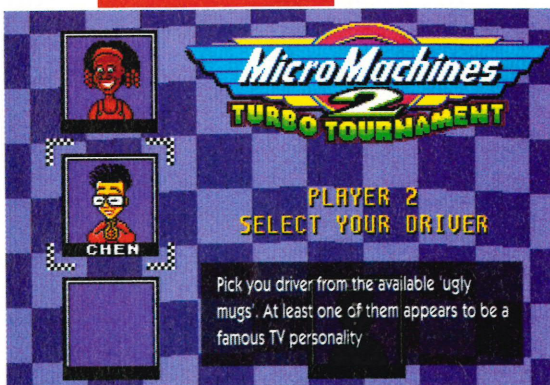 MicroMachines
2
TURBO TOURNAMENT
PLAYER 2
SELECT YOUR DRIVER
CHEN
Pick you driver from the available 'ugly
mugs'. At least one of them appears to be a
famous TV personality